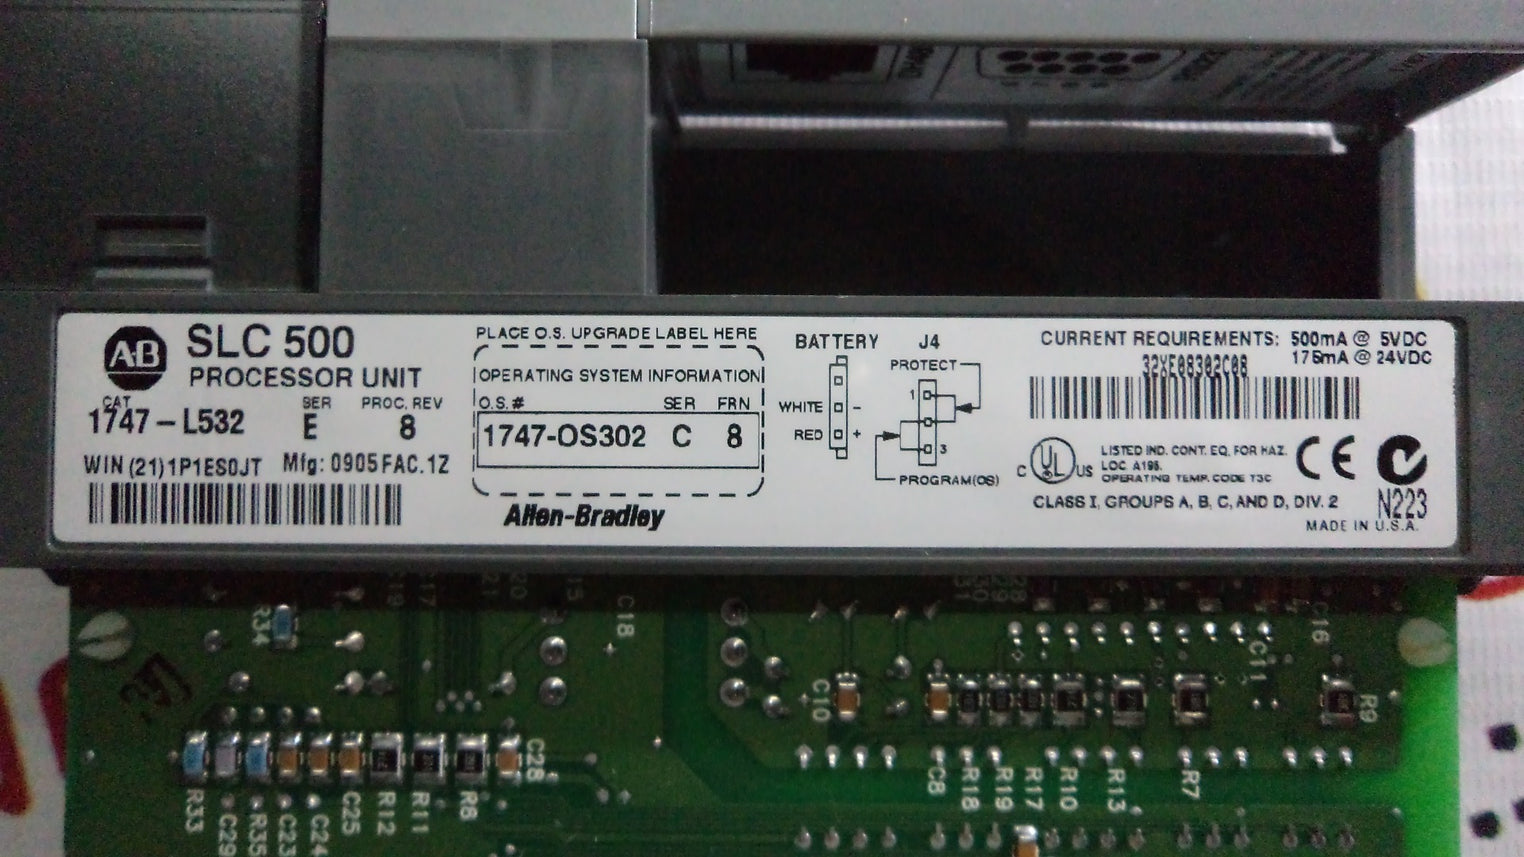 AB
SLC 500
PROCESSOR UNIT
CAT
1747-L532
SER
E
PROC. REV
8
WIN (21) 1P1ES0JT Mfg: 0905FAC.1Z
PLACE O.S. UPGRADE LABEL HERE
OPERATING SYSTEM INFORMATION
O.S.# SER FRN
1747-OS302 C 8
Allen-Bradley
BATTERY
WHITE -
RED +
J4
PROTECT
1
3
PROGRAM(OS)
CURRENT REQUIREMENTS: 500mA @ 5VDC
175mA @ 24VDC
C UL US
LISTED IND. CONT. EQ. FOR HAZ.
LOC. A196.
OPERATING TEMP. CODE T3C
CE
N223
CLASS I, GROUPS A, B, C, AND D, DIV. 2
MADE IN U.S.A.
R34
C18
C16
C11
C10
R9
C28
R33
C29
R35
C23
C24
C25
R12
R11
R8
C8
R18
R19
R17
R10
R13
R7